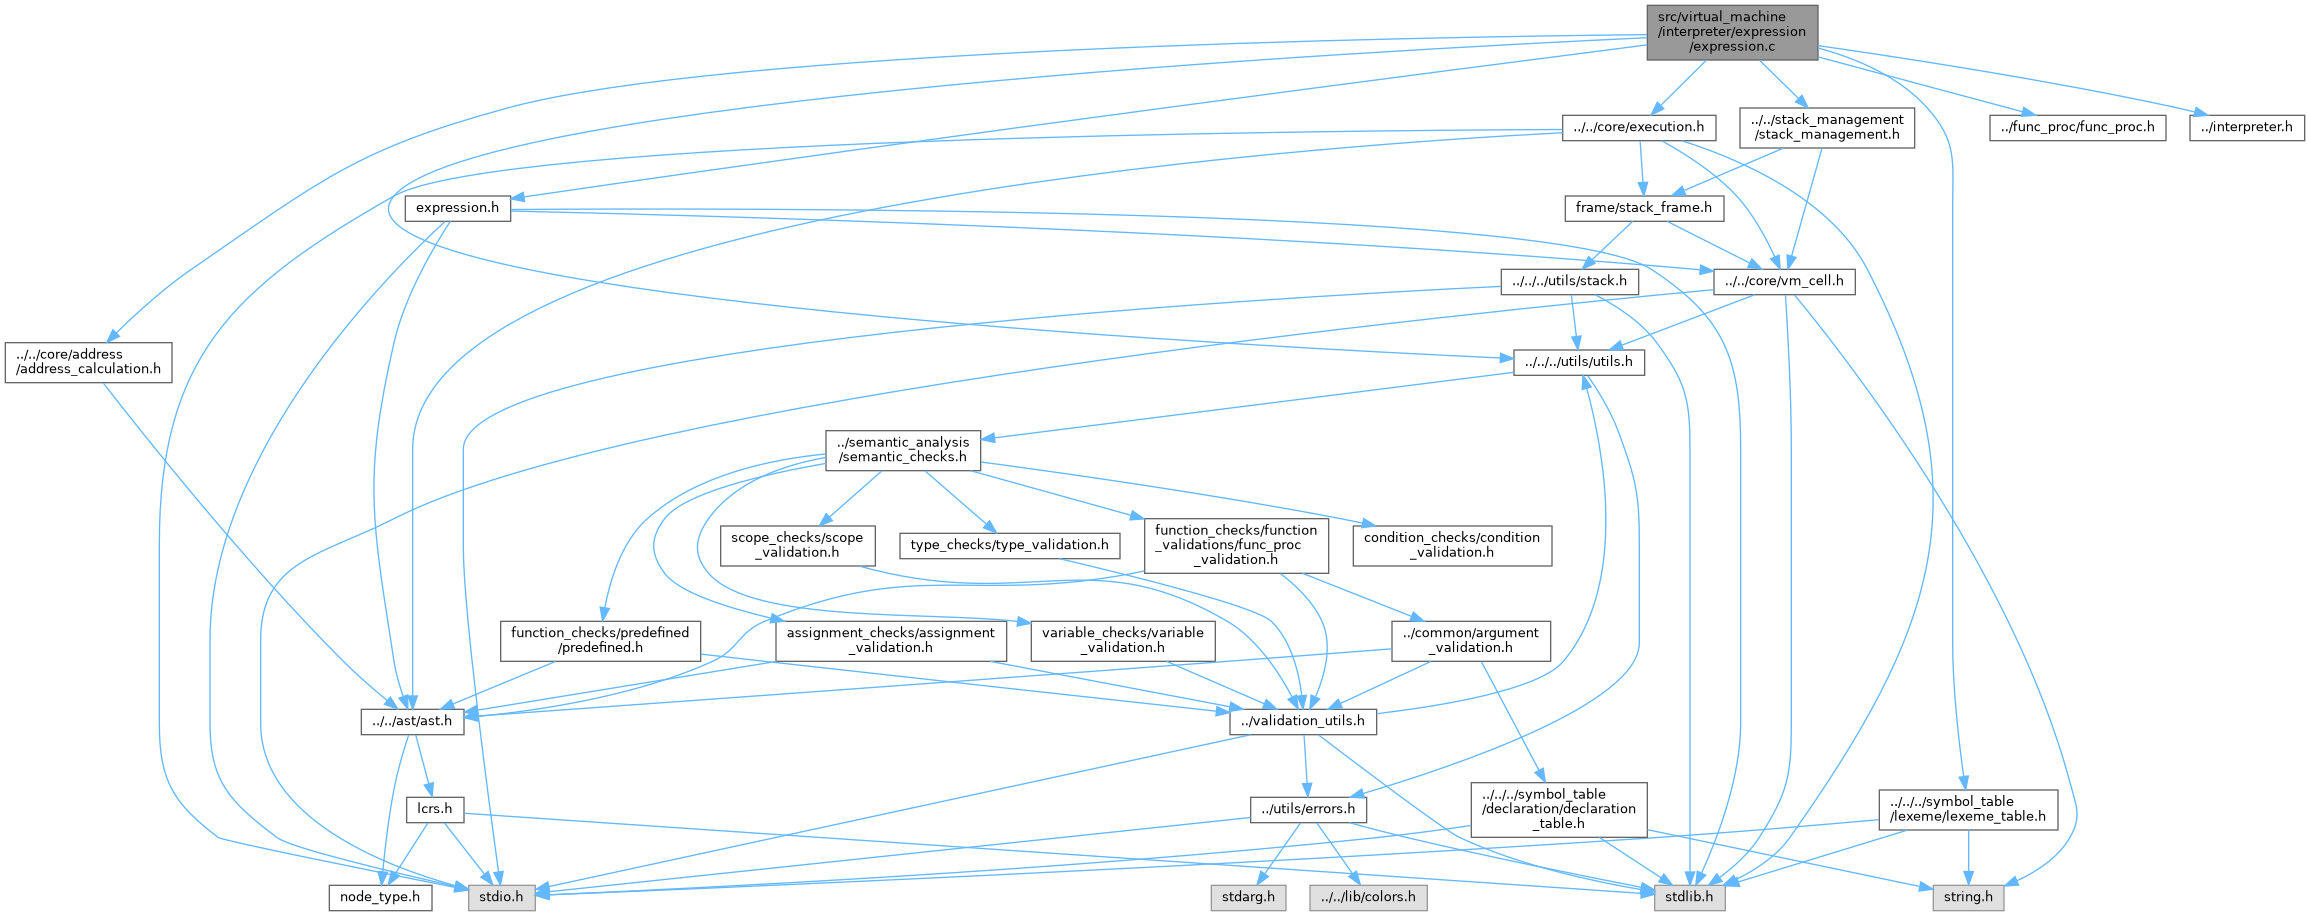 src/virtual_machine
/interpreter/expression
/expression.c
../../core/execution.h
../../stack_management
/stack_management.h
../func_proc/func_proc.h
../interpreter.h
expression.h
frame/stack_frame.h
../../../utils/stack.h
../../core/vm_cell.h
../../core/address
/address_calculation.h
../../../utils/utils.h
../semantic_analysis
/semantic_checks.h
scope_checks/scope
_validation.h
type_checks/type_validation.h
function_checks/function
_validations/func_proc
_validation.h
condition_checks/condition
_validation.h
function_checks/predefined
/predefined.h
assignment_checks/assignment
_validation.h
variable_checks/variable
_validation.h
../common/argument
_validation.h
../../ast/ast.h
../validation_utils.h
lcrs.h
../utils/errors.h
../../../symbol_table
/declaration/declaration
_table.h
../../../symbol_table
/lexeme/lexeme_table.h
node_type.h
stdio.h
stdarg.h
../../lib/colors.h
stdlib.h
string.h